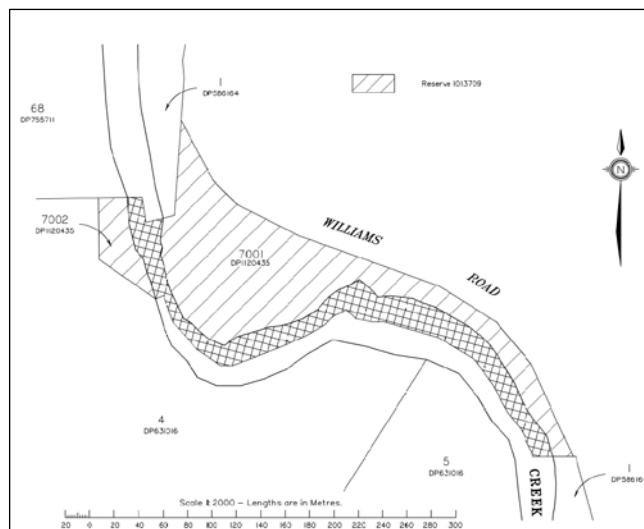 1
DP586164
Reserve 1013709
68
DP755711
N
7002
DP1120435
WILLIAMS
ROAD
7001
DP1120435
4
DP631016
5
DP631016
1
CREEK
Scale 1:2000 - Lengths are in Metres.
20 0 20 40 60 80 100 120 140 160 180 200 220 240 260 280 300